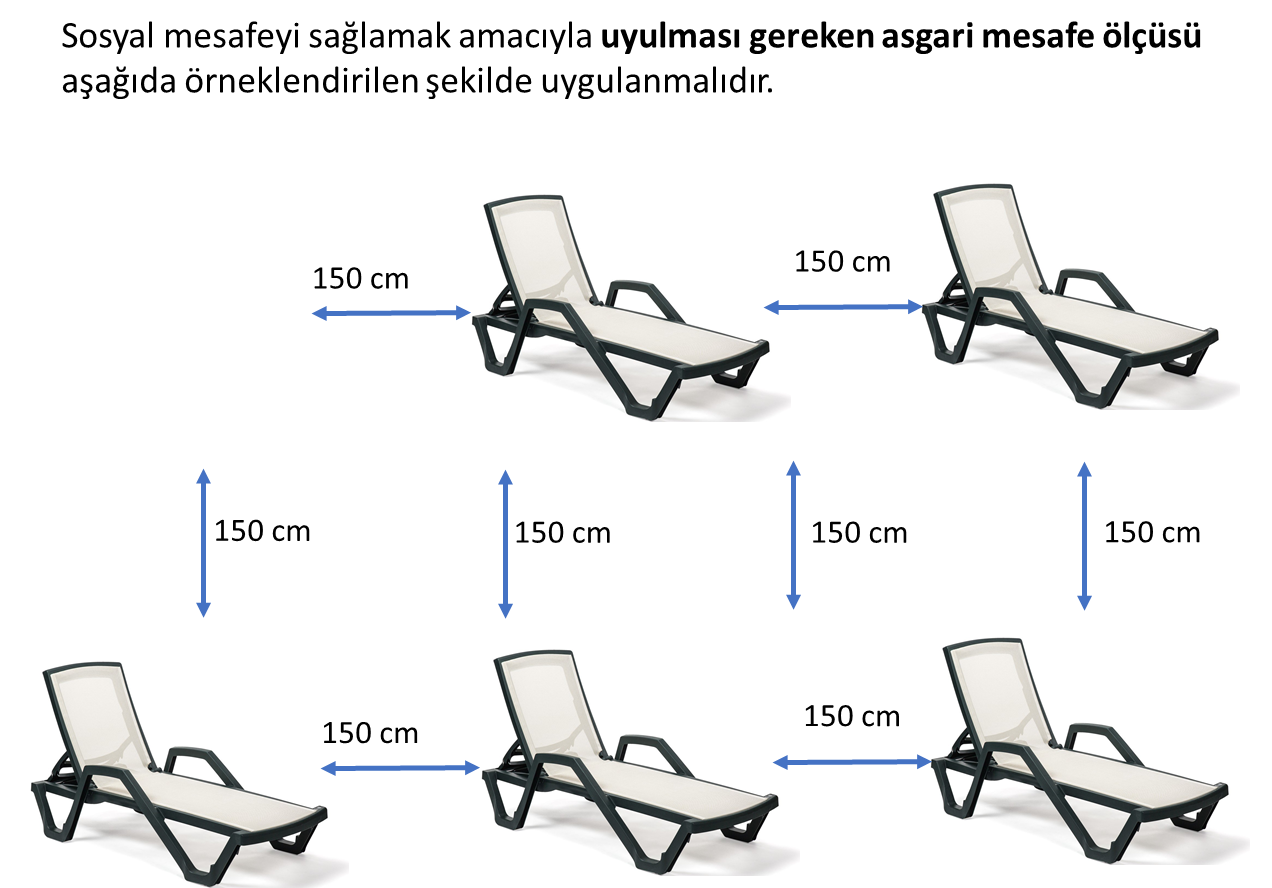 Sosyal mesafeyi sağlamak amacıyla uyulması gereken asgari mesafe ölçüsü
aşağıda örneklendirilen şekilde uygulanmalıdır.
150 cm
150 cm
150 cm
150 cm
150 cm
150 cm
150 cm
150 cm